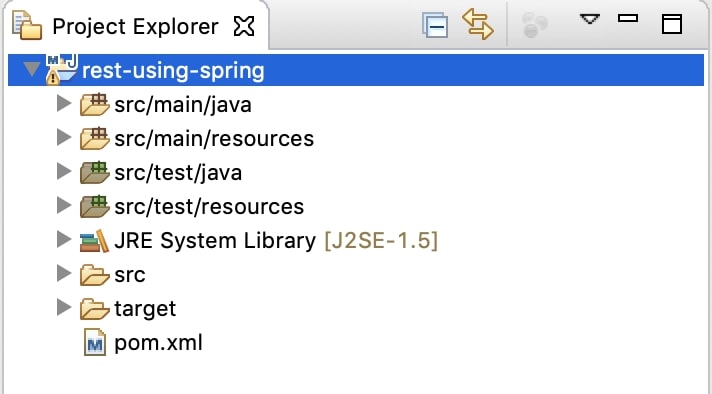 Project Explorer
rest-using-spring
src/main/java
src/main/resources
src/test/java
src/test/resources
JRE System Library [J2SE-1.5]
src
target
pom.xml